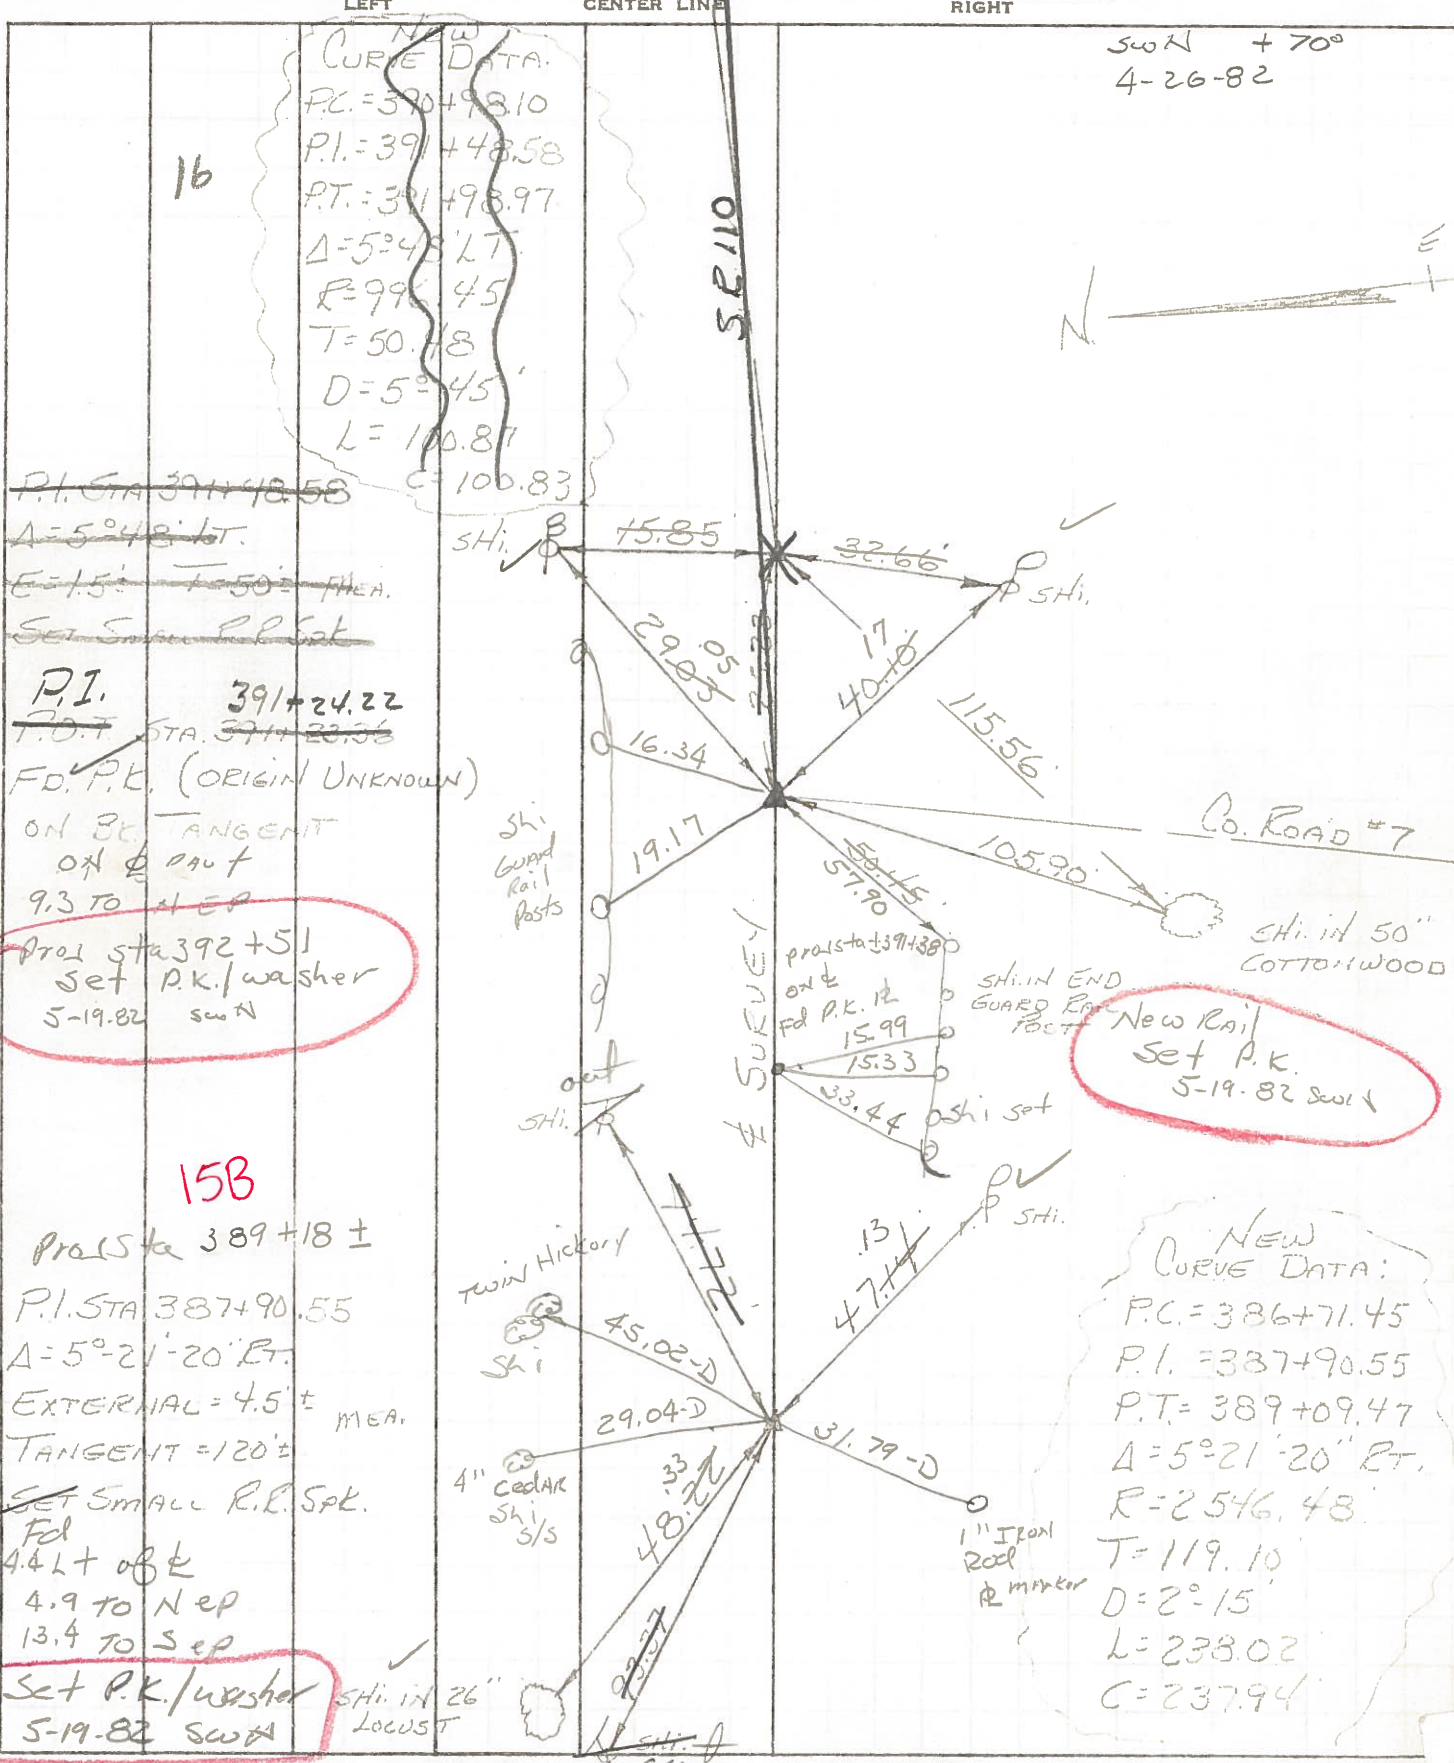 LEFT
CENTER LINE
RIGHT
NEW
CURVE DATA.
P.C.=390+98.10
P.I.=391+48.58
P.T.=391+98.97
Δ=5°48' LT
R=996.45
T=50.48
D=5°45'
L=100.87
C=100.83
+70°
4-26-82
16
S.R. 110
N
E
P.I. STA 391+48.58
Δ=5°48' LT.
E=1.5'± T=50'± MEA.
SET SMALL R.R. Spk
P.I.
391+24.22
P.O.T. STA.
FD. P.K. (ORIGIN UNKNOWN)
ON BK. TANGENT
ON ℄ PAVT
9.3 TO N EP
Proj sta 392+51
set P.K./washer
5-19-82
SHi.
15.85
32.66
SHi.
29.03
.05
17
40.10
115.56'
16.34
19.17
Shi
GUARD
Rail
Posts
CO. ROAD #7
105.90'
50.15
57.90
SHi. IN 50"
COTTONWOOD
℄ SURVEY
proj sta ± 391+38
on ℄
Fd P.K.
15.99
15.33
33.44
SHi. IN END
GUARD RAIL
POST
Shi set
New Rail
Set P.K.
5-19-82
out
SHi.
15B
Proj Sta 389+18 ±
P.I. STA 387+90.55
Δ=5°-21'-20" RT.
EXTERNAL=4.5'±
MEA.
TANGENT=120'±
SET SMALL R.R. SPK.
Fd
4.4 Lt of ℄
4.9 TO N ep
13.4 TO S ep
Set P.K./washer
5-19-82
TWIN Hickory
Shi
45.02-D
29.04-D
4" CedAR
Shi
S/S
.13
SHi.
31.79-D
1" IRON
Rod
marker
.33
SHi. IN 26"
LOCUST
NEW
CURVE DATA:
P.C.=386+71.45
P.I.=387+90.55
P.T.=389+09.47
Δ=5°-21'-20" RT.
R=2546.48'
T=119.10'
D=2°-15'
L=238.02
C=237.94'